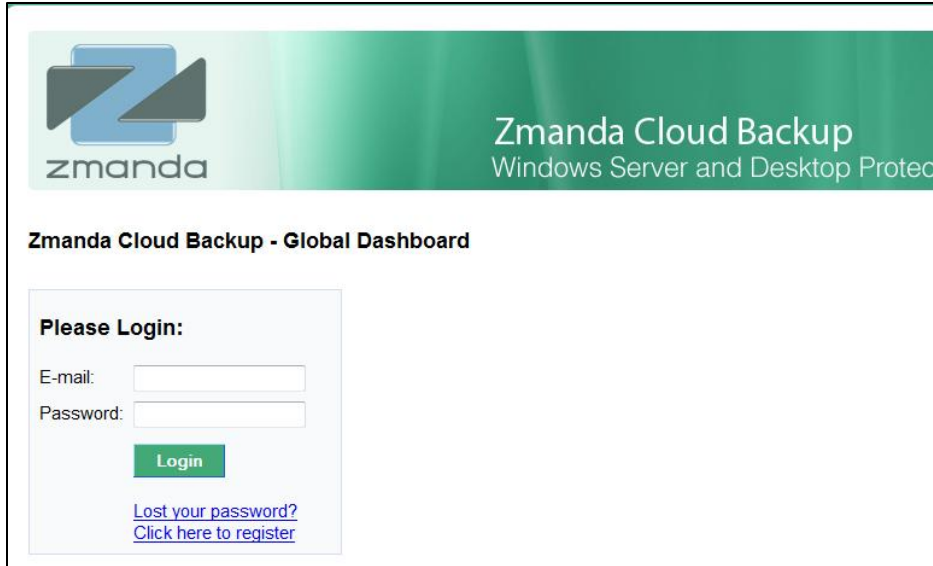 zmanda
Zmanda Cloud Backup
Windows Server and Desktop Protec
Zmanda Cloud Backup - Global Dashboard
Please Login:
E-mail:
Password:
Login
Lost your password?
Click here to register